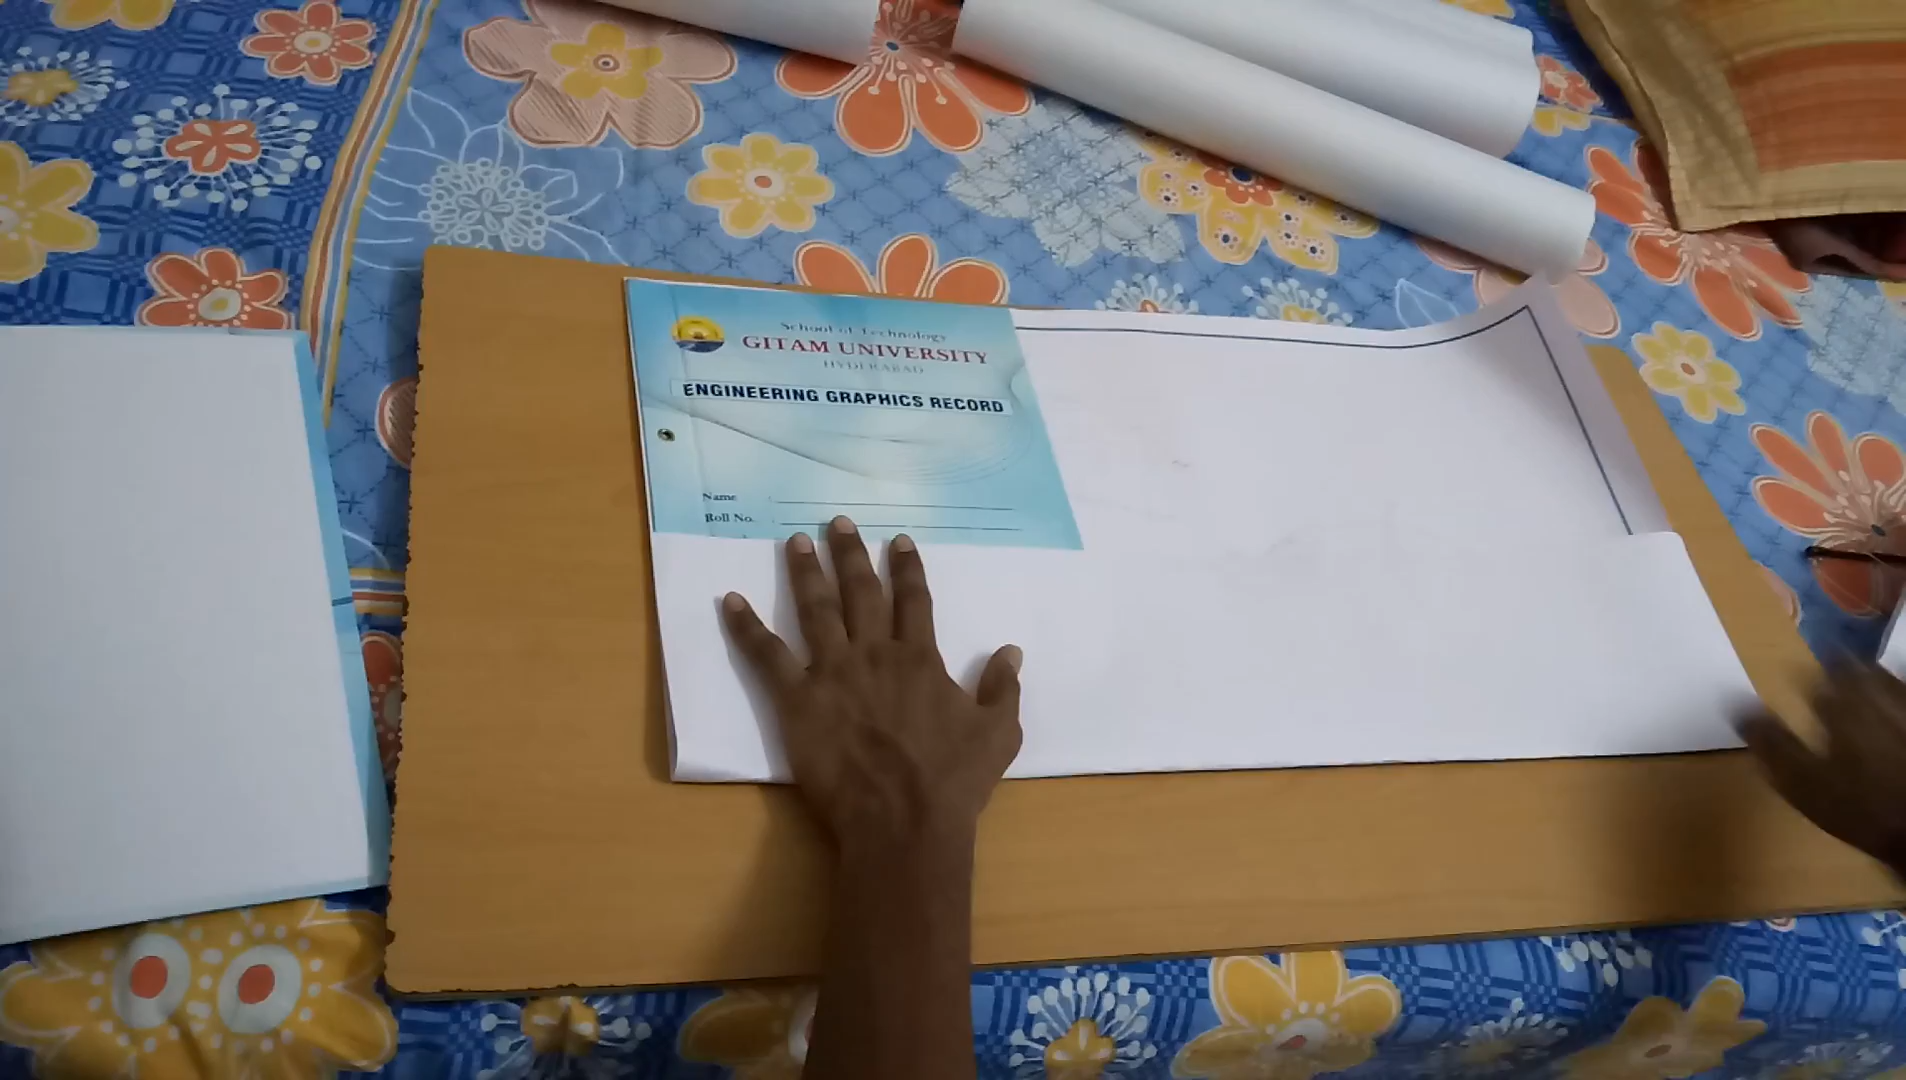 School of Technology
GITAM UNIVERSITY
HYDERABAD
ENGINEERING GRAPHICS RECORD
Name :
Roll No. :